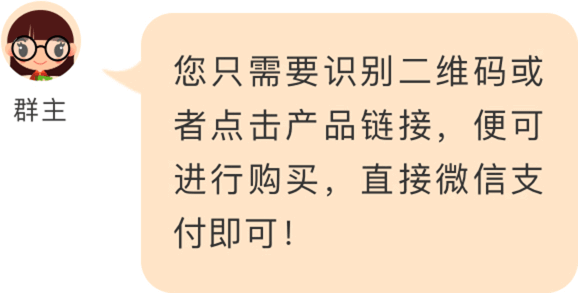 群主
您只需要识别二维码或
者点击产品链接，便可
进行购买，直接微信支
付即可！